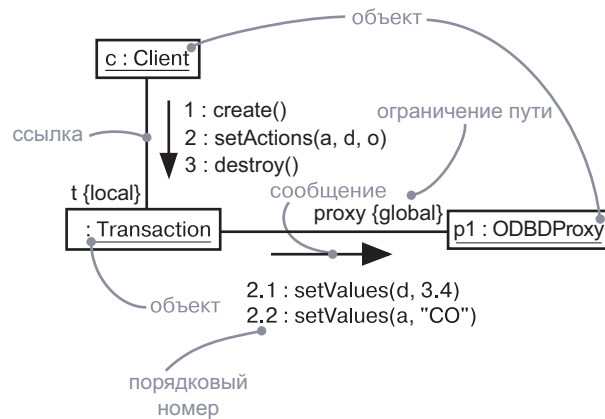 объект
c : Client
1 : create()
2 : setActions(a, d, o)
3 : destroy()
ограничение пути
ссылка
сообщение
t {local}
proxy {global}
: Transaction
p1 : ODBDProxy
объект
2.1 : setValues(d, 3.4)
2.2 : setValues(a, "CO")
порядковый
номер